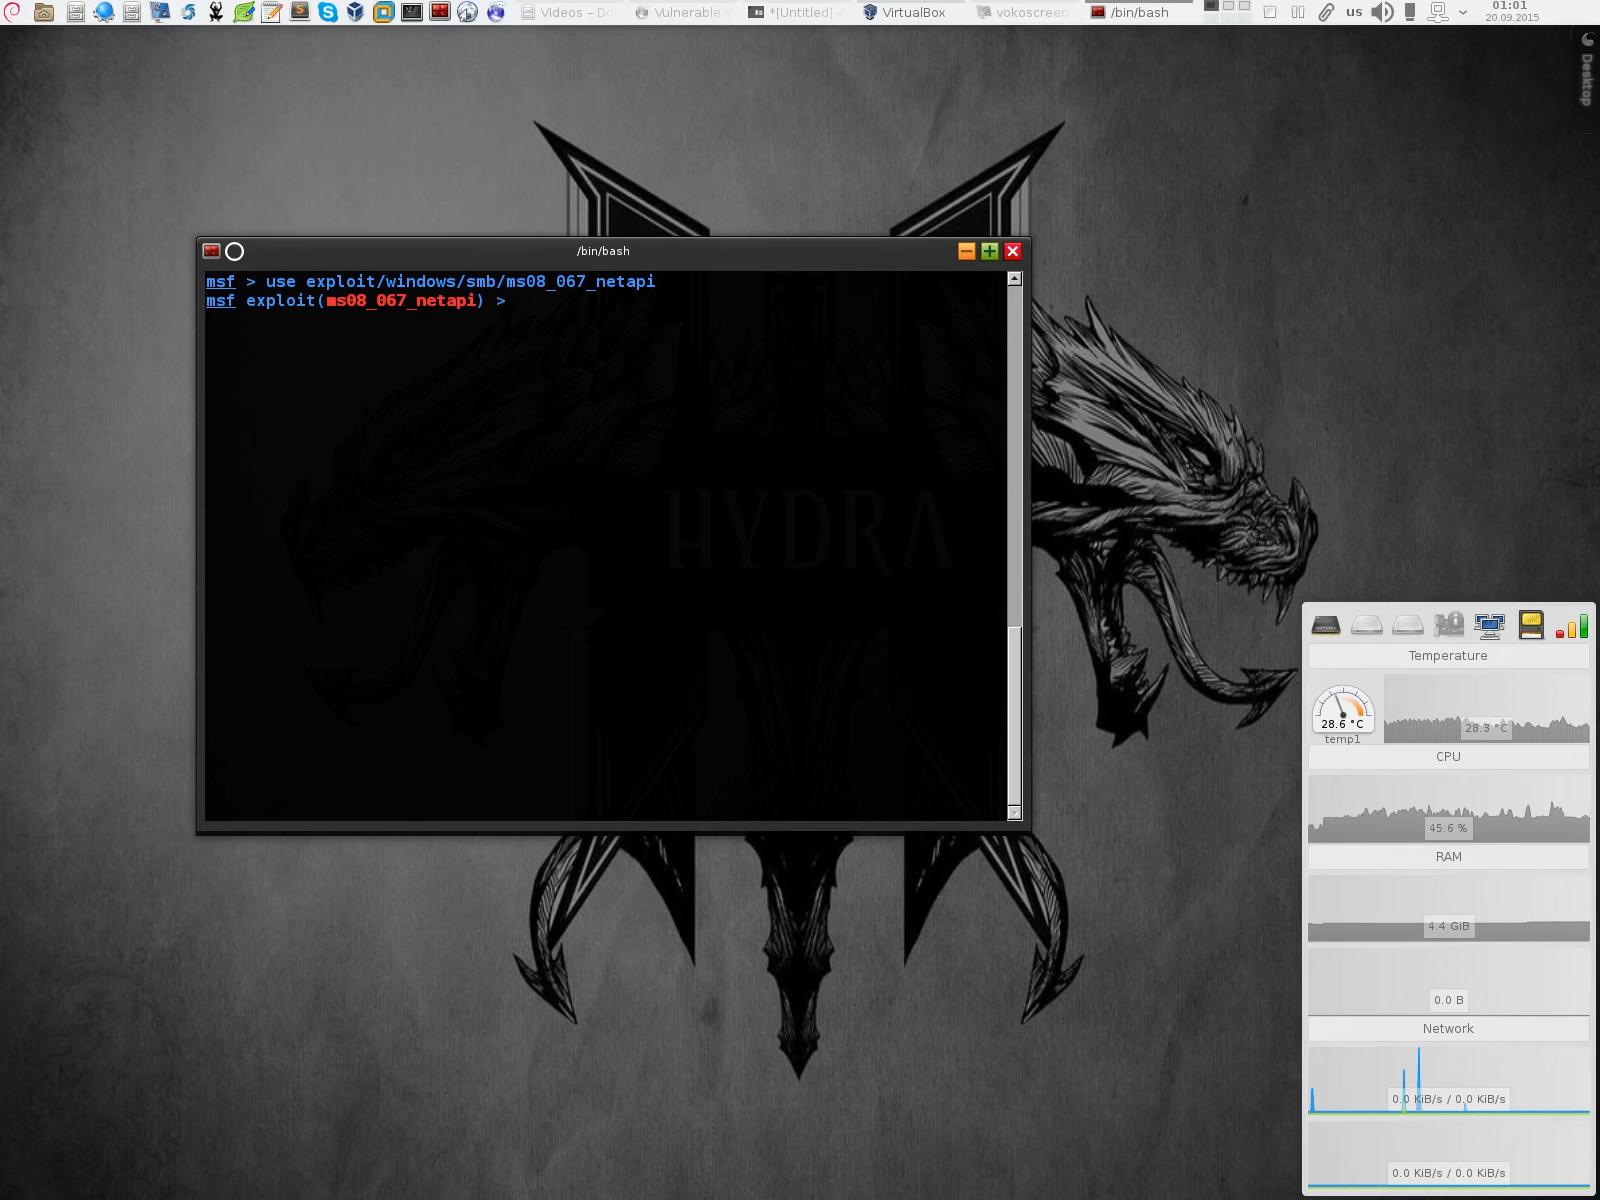 Videos – Do
Vulnerable
*[Untitled]-
VirtualBox
vokoscreen
/bin/bash
us
01:01
20.09.2015
Desktop
/bin/bash
msf > use exploit/windows/smb/ms08_067_netapi
msf exploit(ms08_067_netapi) >
HYDRA
Temperature
28.6 °C
temp1
28.3 °C
CPU
45.6 %
RAM
4.4 GiB
0.0 B
Network
0.0 KiB/s / 0.0 KiB/s
0.0 KiB/s / 0.0 KiB/s